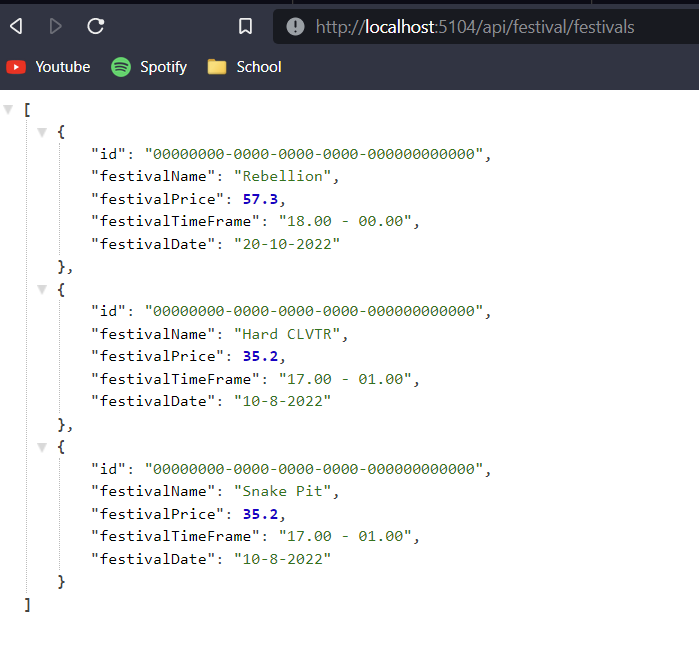 http://localhost:5104/api/festival/festivals
Youtube Spotify School
[
{
"id": "00000000-0000-0000-0000-000000000000",
"festivalName": "Rebellion",
"festivalPrice": 57.3,
"festivalTimeFrame": "18.00 - 00.00",
"festivalDate": "20-10-2022"
},
{
"id": "00000000-0000-0000-0000-000000000000",
"festivalName": "Hard CLVTR",
"festivalPrice": 35.2,
"festivalTimeFrame": "17.00 - 01.00",
"festivalDate": "10-8-2022"
},
{
"id": "00000000-0000-0000-0000-000000000000",
"festivalName": "Snake Pit",
"festivalPrice": 35.2,
"festivalTimeFrame": "17.00 - 01.00",
"festivalDate": "10-8-2022"
}
]